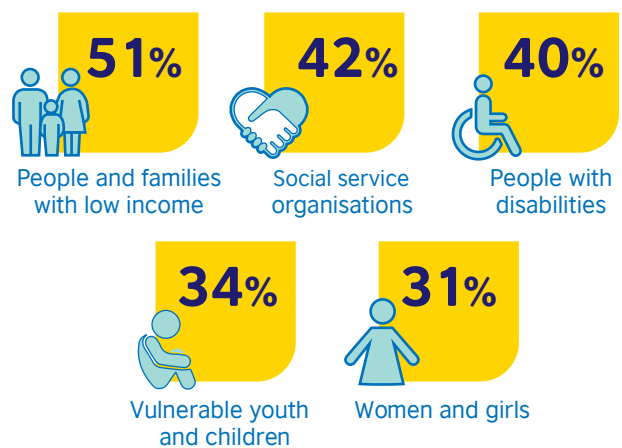 51%
People and families
with low income
42%
Social service
organisations
40%
People with
disabilities
34%
Vulnerable youth
and children
31%
Women and girls